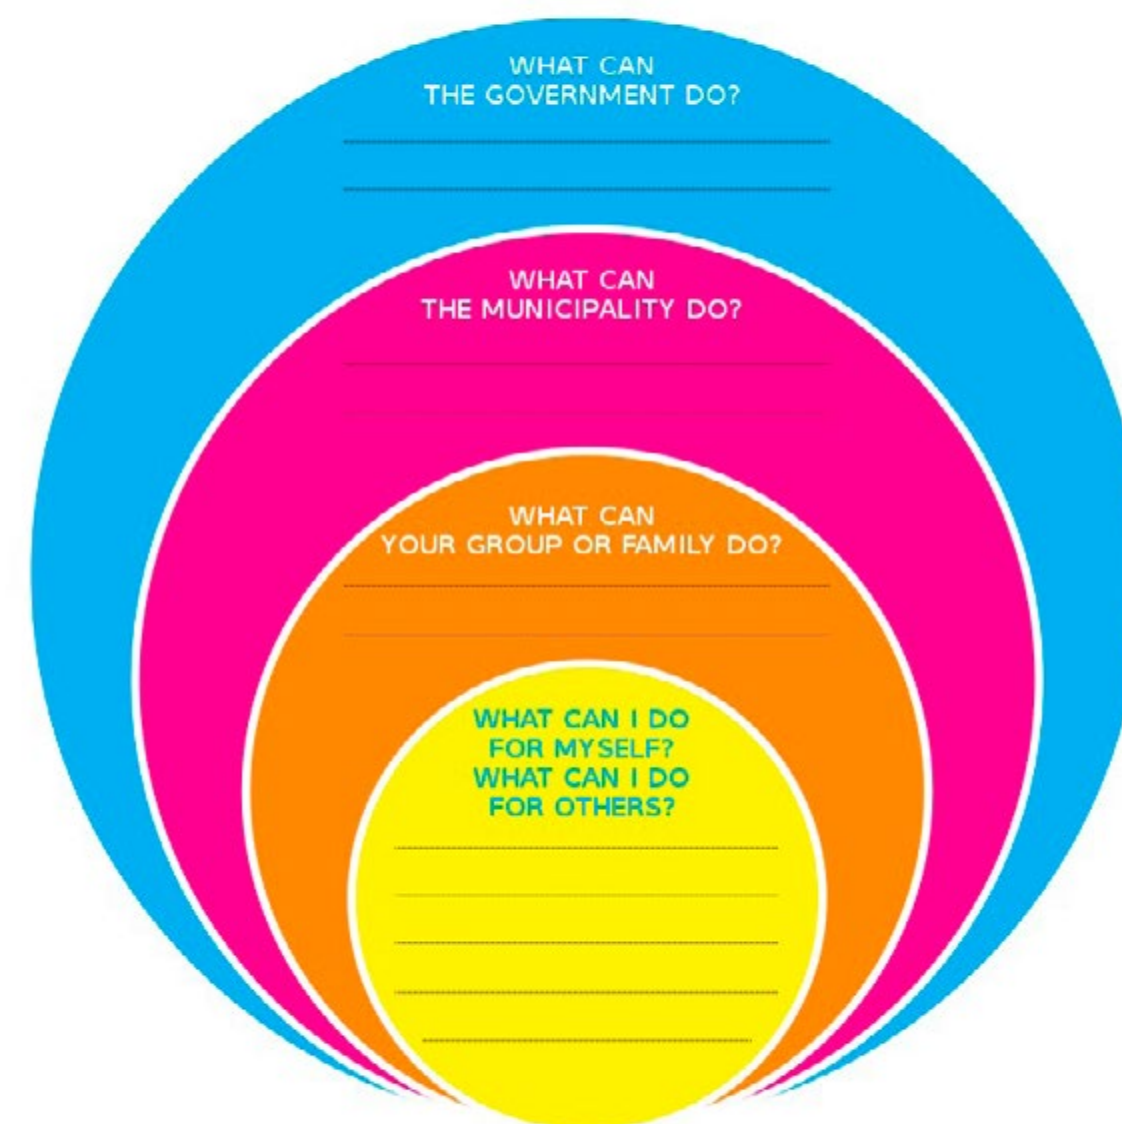 WHAT CAN
THE GOVERNMENT DO?
WHAT CAN
THE MUNICIPALITY DO?
WHAT CAN
YOUR GROUP OR FAMILY DO?
WHAT CAN I DO
FOR MYSELF?
WHAT CAN I DO
FOR OTHERS?